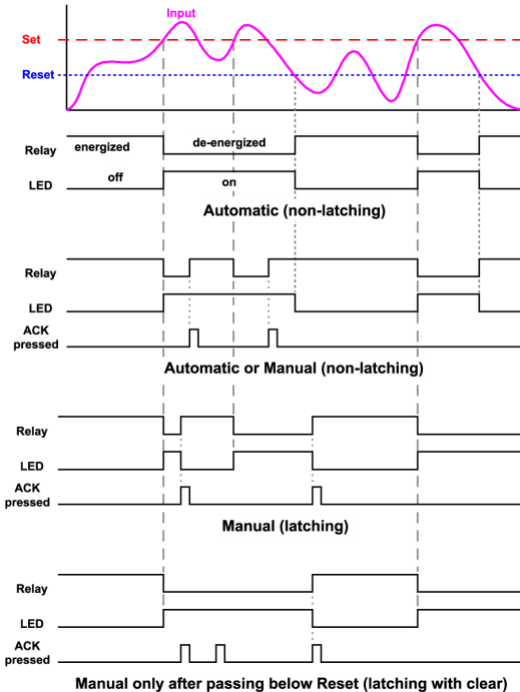 Input
Set
Reset
energized
de-energized
Relay
off
on
LED
Automatic (non-latching)
Relay
LED
ACK
pressed
Automatic or Manual (non-latching)
Relay
LED
ACK
pressed
Manual (latching)
Relay
LED
ACK
pressed
Manual only after passing below Reset (latching with clear)